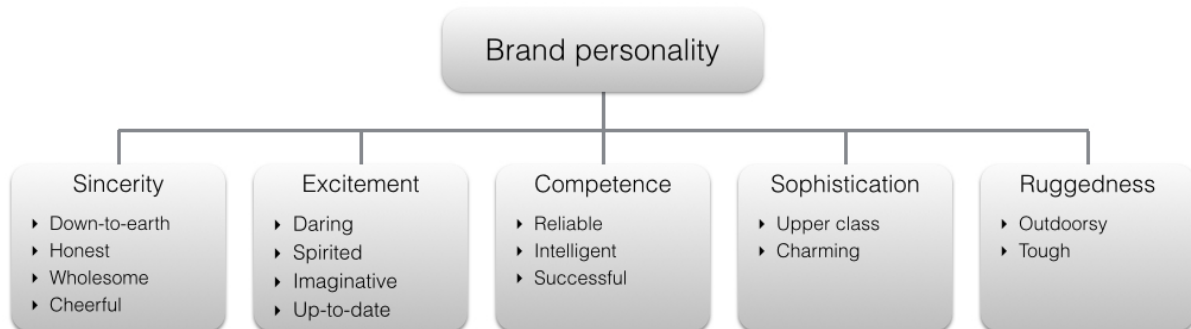 Brand personality
Sincerity
Down-to-earth
Honest
Wholesome
Cheerful
Excitement
Daring
Spirited
Imaginative
Up-to-date
Competence
Reliable
Intelligent
Successful
Sophistication
Upper class
Charming
Ruggedness
Outdoorsy
Tough